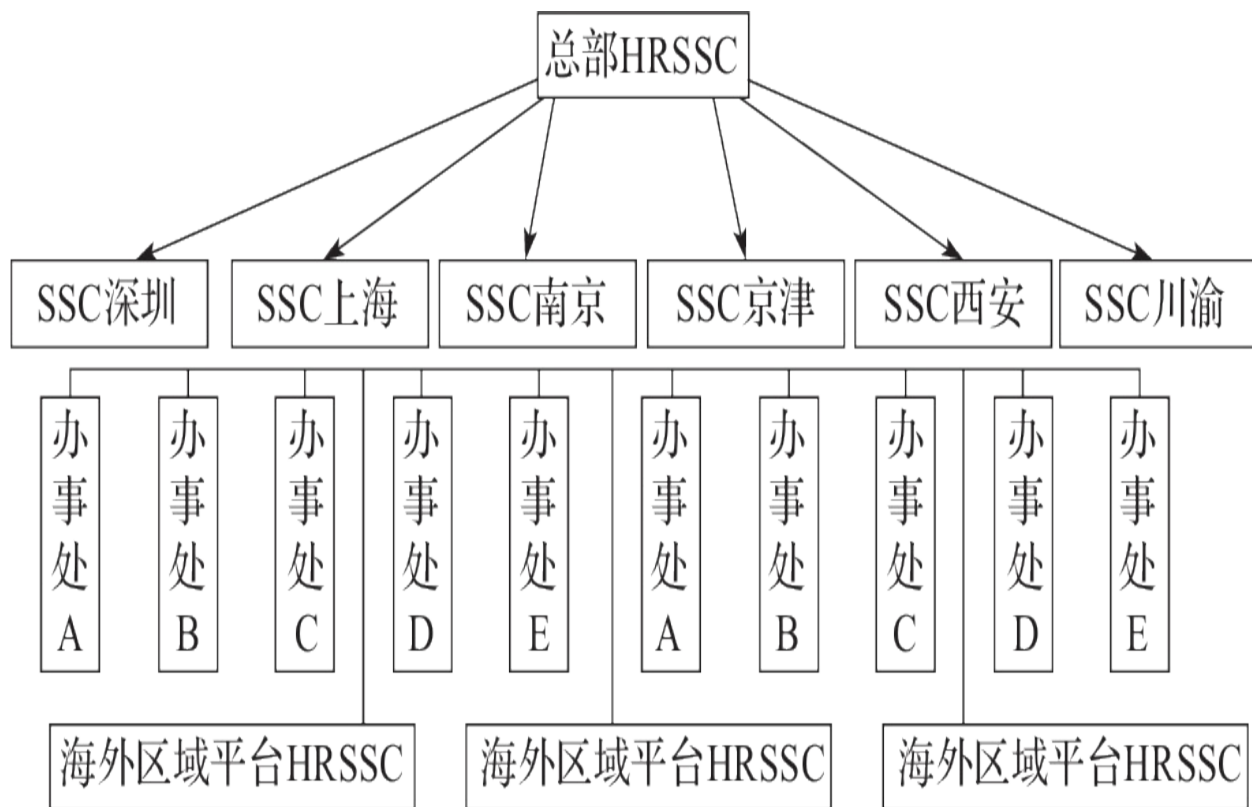 总部HRSSC
SSC深圳
SSC上海
SSC南京
SSC京津
SSC西安
SSC川渝
办事处A
办事处B
办事处C
办事处D
办事处E
办事处A
办事处B
办事处C
办事处D
办事处E
海外区域平台HRSSC
海外区域平台HRSSC
海外区域平台HRSSC